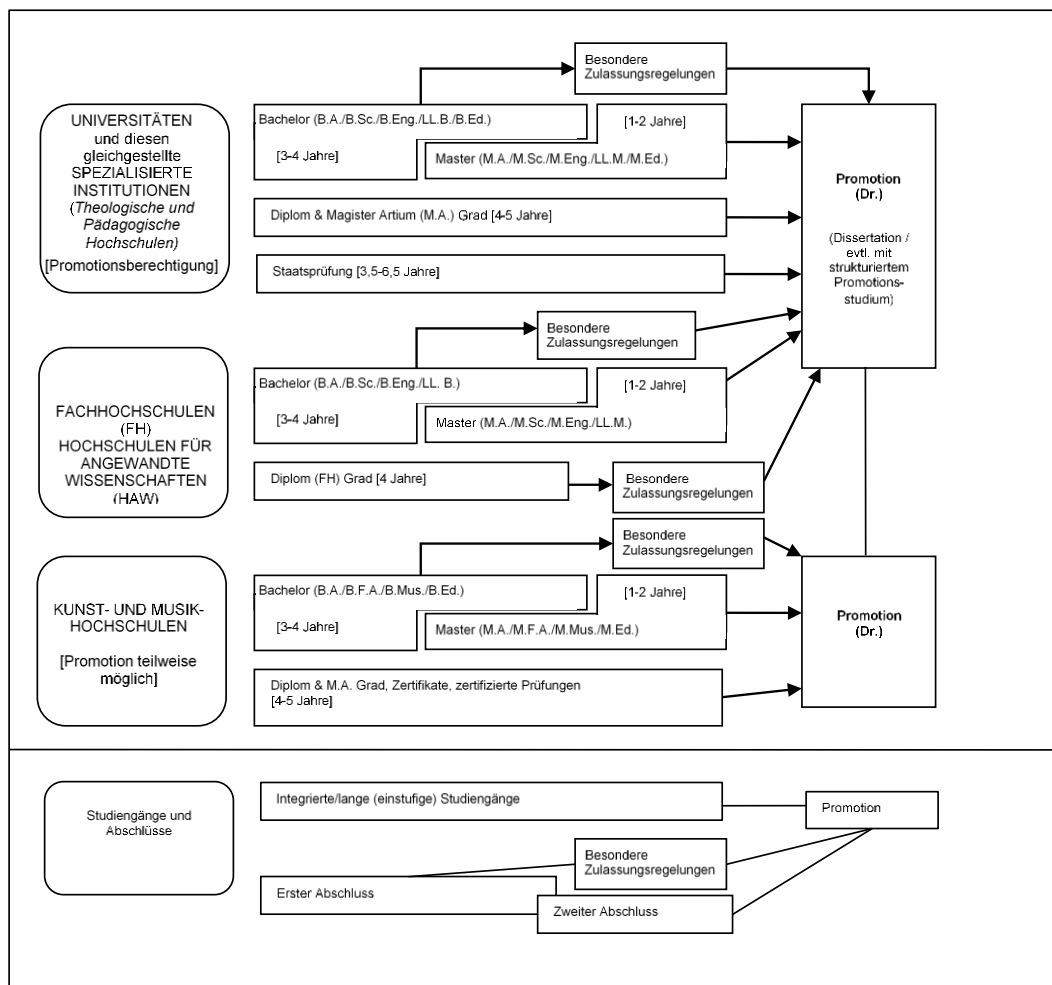 Besondere
Zulassungsregelungen
UNIVERSITÄTEN
und diesen
gleichgestellte
SPEZIALISIERTE
INSTITUTIONEN
(Theologische und
Pädagogische
Hochschulen)
[Promotionsberechtigung]
Bachelor (B.A./B.Sc./B.Eng./LL.B./B.Ed.)
[1-2 Jahre]
[3-4 Jahre]
Master (M.A./M.Sc./M.Eng./LL.M./M.Ed.)
Diplom & Magister Artium (M.A.) Grad [4-5 Jahre]
Staatsprüfung [3,5-6,5 Jahre]
Promotion
(Dr.)
(Dissertation /
evtl. mit
strukturiertem
Promotions-
studium)
Besondere
Zulassungsregelungen
FACHHOCHSCHULEN
(FH)
HOCHSCHULEN FÜR
ANGEWANDTE
WISSENSCHAFTEN
(HAW)
Bachelor (B.A./B.Sc./B.Eng./LL. B.)
[1-2 Jahre]
[3-4 Jahre]
Master (M.A./M.Sc./M.Eng./LL.M.)
Diplom (FH) Grad [4 Jahre]
Besondere
Zulassungsregelungen
Besondere
Zulassungsregelungen
KUNST- UND MUSIK-
HOCHSCHULEN
[Promotion teilweise
möglich]
Bachelor (B.A./B.F.A./B.Mus./B.Ed.)
[1-2 Jahre]
[3-4 Jahre]
Master (M.A./M.F.A./M.Mus./M.Ed.)
Diplom & M.A. Grad, Zertifikate, zertifizierte Prüfungen
[4-5 Jahre]
Promotion
(Dr.)
Studiengänge und
Abschlüsse
Integrierte/lange (einstufige) Studiengänge
Promotion
Besondere
Zulassungsregelungen
Erster Abschluss
Zweiter Abschluss